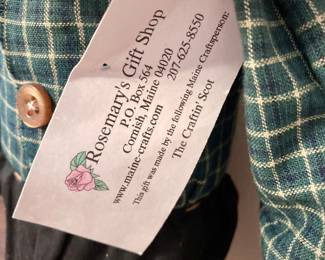 Rosemary's Gift Shop
P.O. Box 564
Cornish, Maine 04020
www.maine-crafts.com 207-625-8550
This gift was made by the following Maine Craftsperson:
The Craftin' Scot